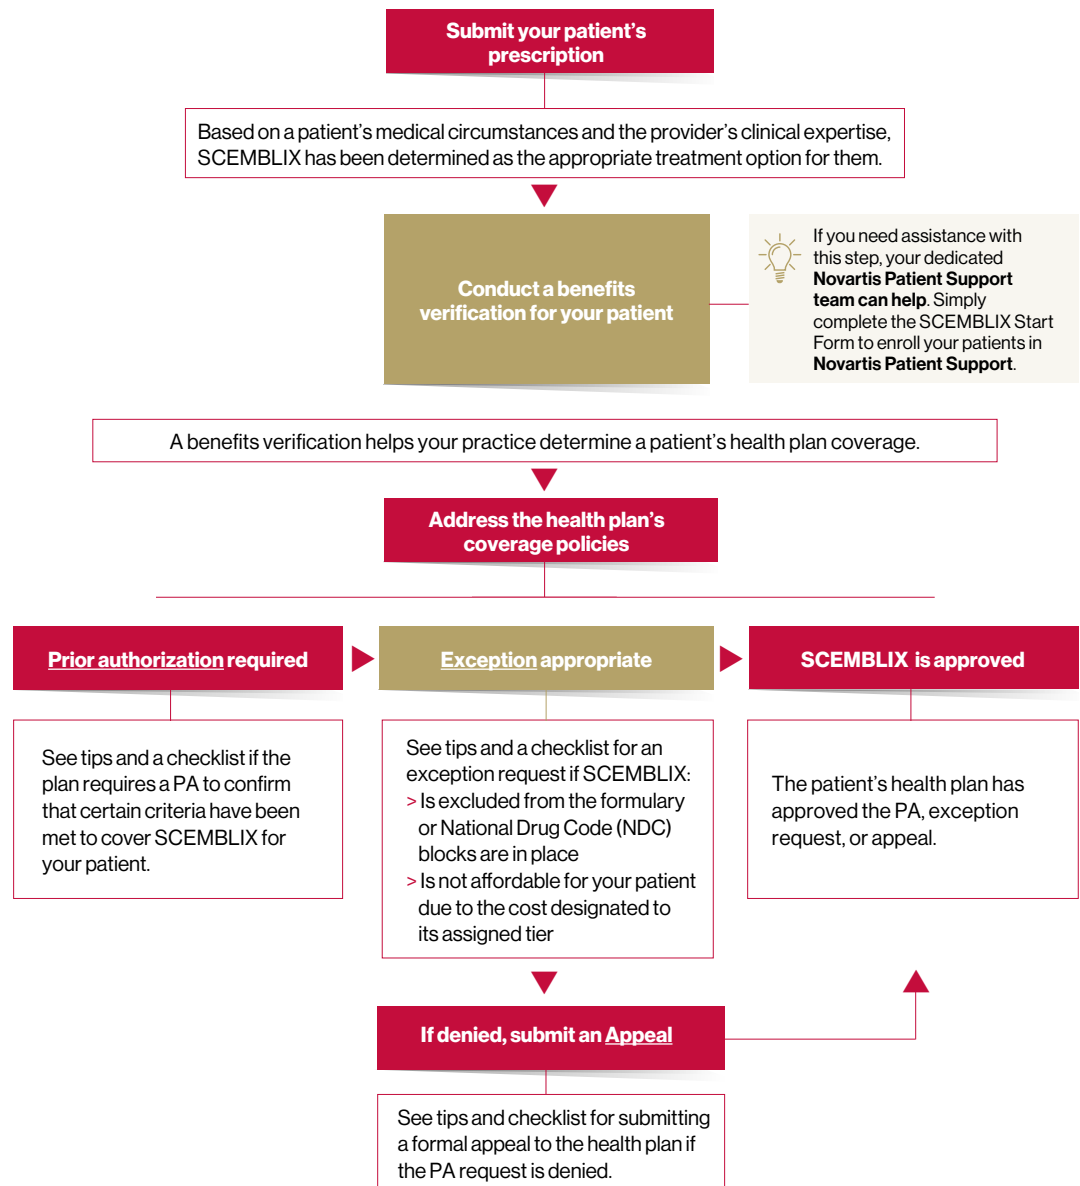 Submit your patient's
prescription
Based on a patient's medical circumstances and the provider's clinical expertise,
SCEMBLIX has been determined as the appropriate treatment option for them.
Conduct a benefits
verification for your patient
If you need assistance with
this step, your dedicated
Novartis Patient Support
team can help. Simply
complete the SCEMBLIX Start
Form to enroll your patients in
Novartis Patient Support.
A benefits verification helps your practice determine a patient's health plan coverage.
Address the health plan's
coverage policies
Prior authorization required
See tips and a checklist if the
plan requires a PA to confirm
that certain criteria have been
met to cover SCEMBLIX for
your patient.
Exception appropriate
See tips and a checklist for an
exception request if SCEMBLIX:
> Is excluded from the formulary
or National Drug Code (NDC)
blocks are in place
> Is not affordable for your patient
due to the cost designated to
its assigned tier
SCEMBLIX is approved
The patient's health plan has
approved the PA, exception
request, or appeal.
If denied, submit an Appeal
See tips and checklist for submitting
a formal appeal to the health plan if
the PA request is denied.